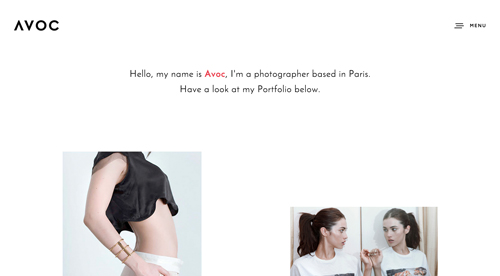 AVOC
MENU
Hello, my name is Avoc, I'm a photographer based in Paris.
Have a look at my Portfolio below.